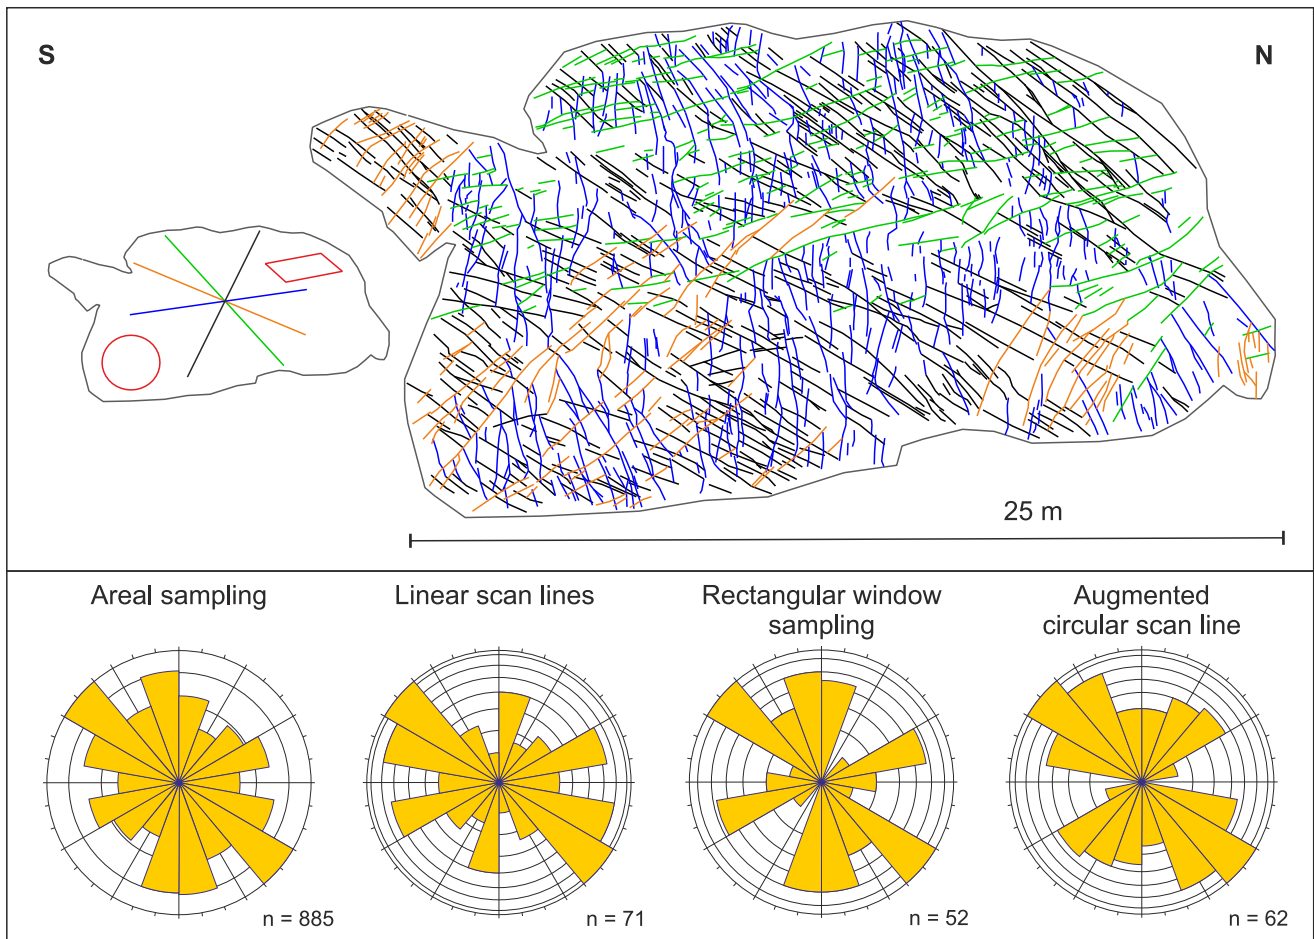 S
N
25 m
Areal sampling
Linear scan lines
Rectangular window
sampling
Augmented
circular scan line
n = 885
n = 71
n = 52
n = 62